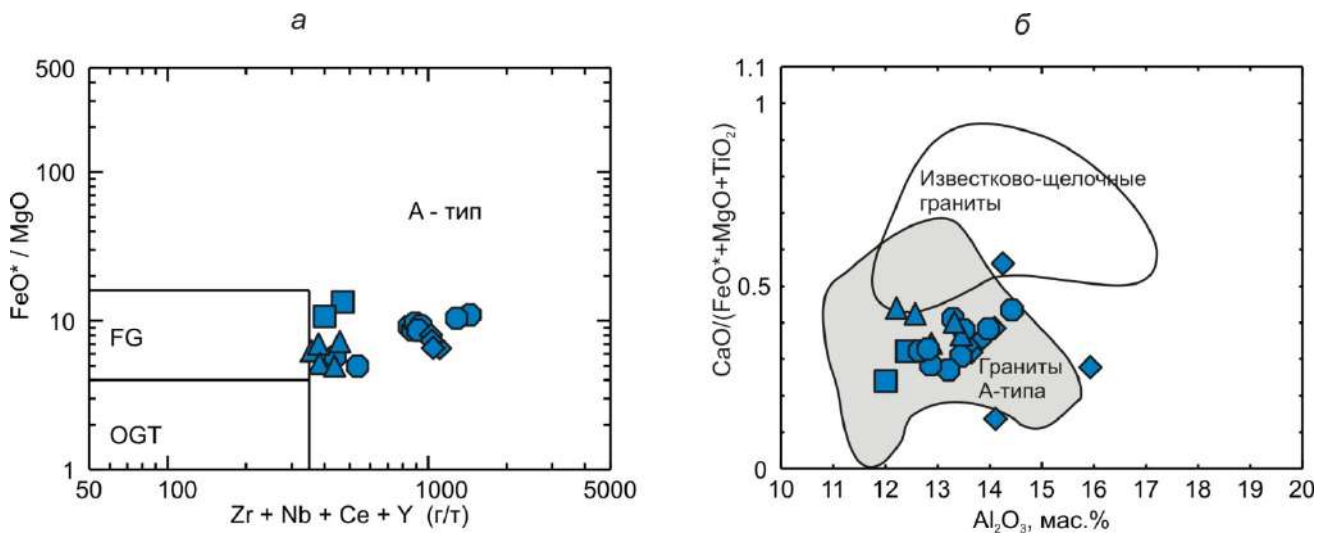 а
500
100
10
1
FeO* / MgO
А - тип
FG
OGT
50
100
1000
5000
Zr + Nb + Ce + Y (г/т)
б
1.1
1
0.5
0
CaO/(FeO*+MgO+TiO₂)
Известково-щелочные
граниты
Граниты
А-типа
10 11 12 13 14 15 16 17 18 19 20
Al₂O₃, мас.%